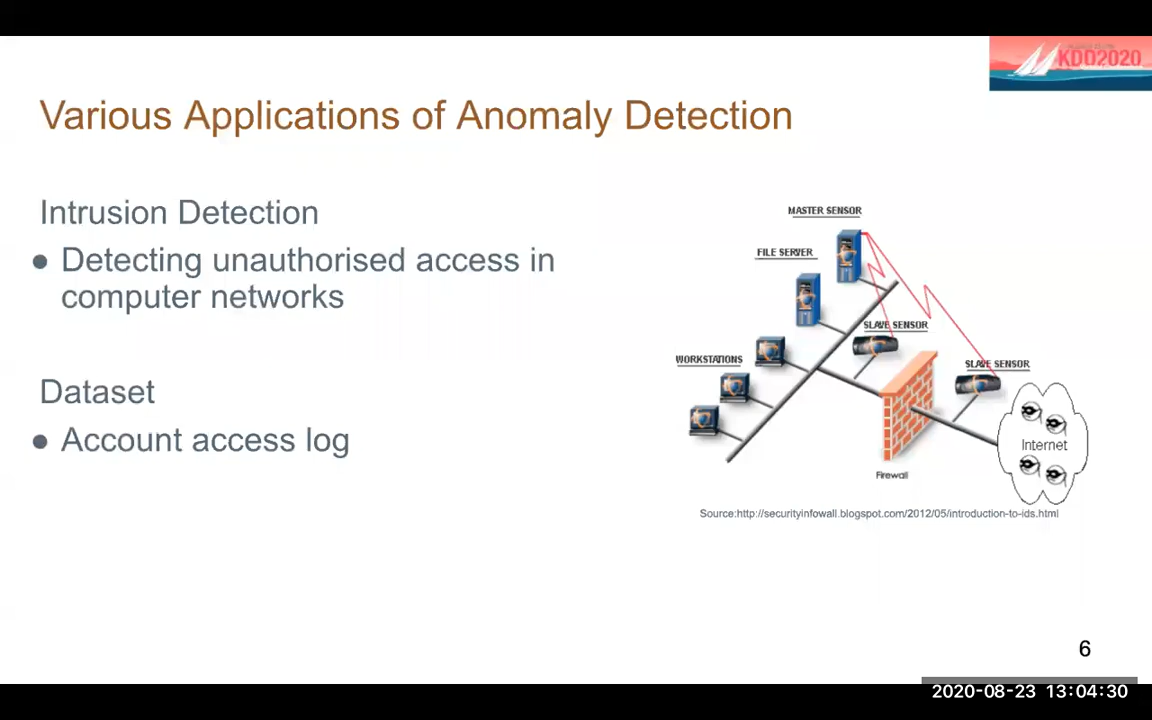 KDD2020
Various Applications of Anomaly Detection
Intrusion Detection
● Detecting unauthorised access in
computer networks
Dataset
● Account access log
MASTER SENSOR
FILE SERVER
SLAVE SENSOR
WORKSTATIONS
SLAVE SENSOR
Internet
Firewall
Source:http://securityinfowall.blogspot.com/2012/05/introduction-to-ids.html
6
2020-08-23 13:04:30